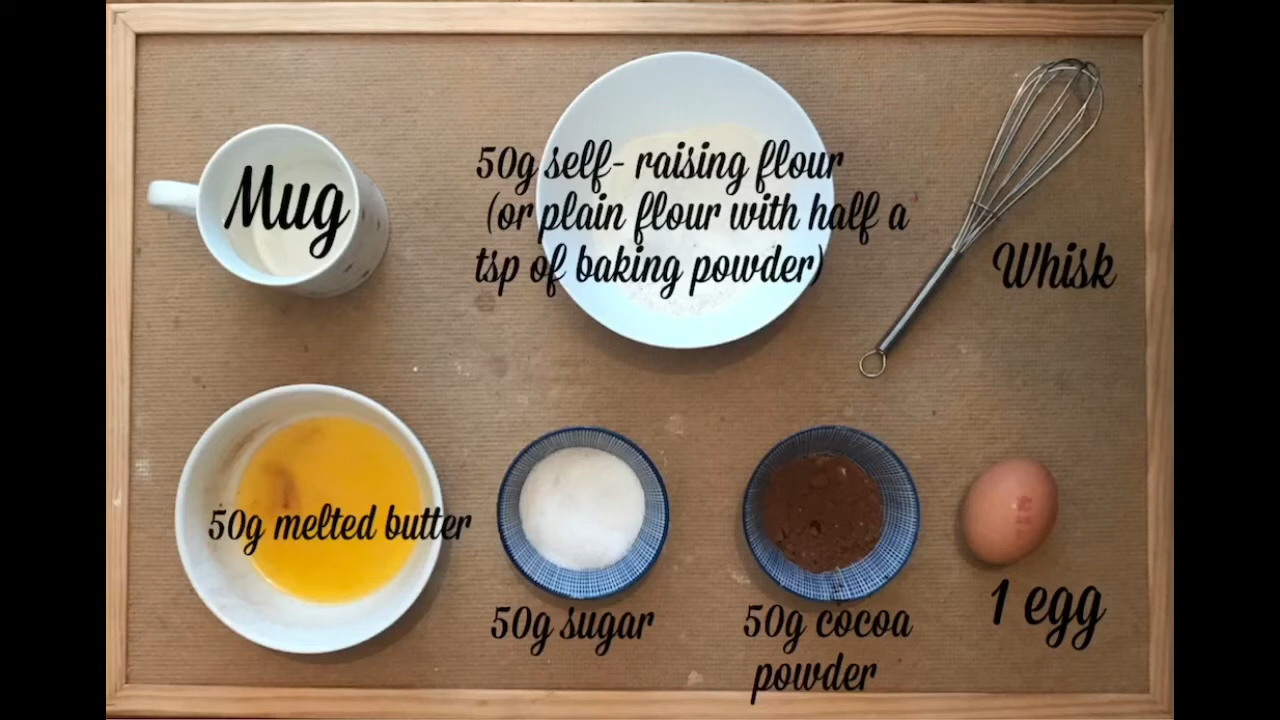 Mug
50g self- raising flour
(or plain flour with half a
tsp of baking powder)
Whisk
50g melted butter
50g sugar
50g cocoa
powder
1 egg